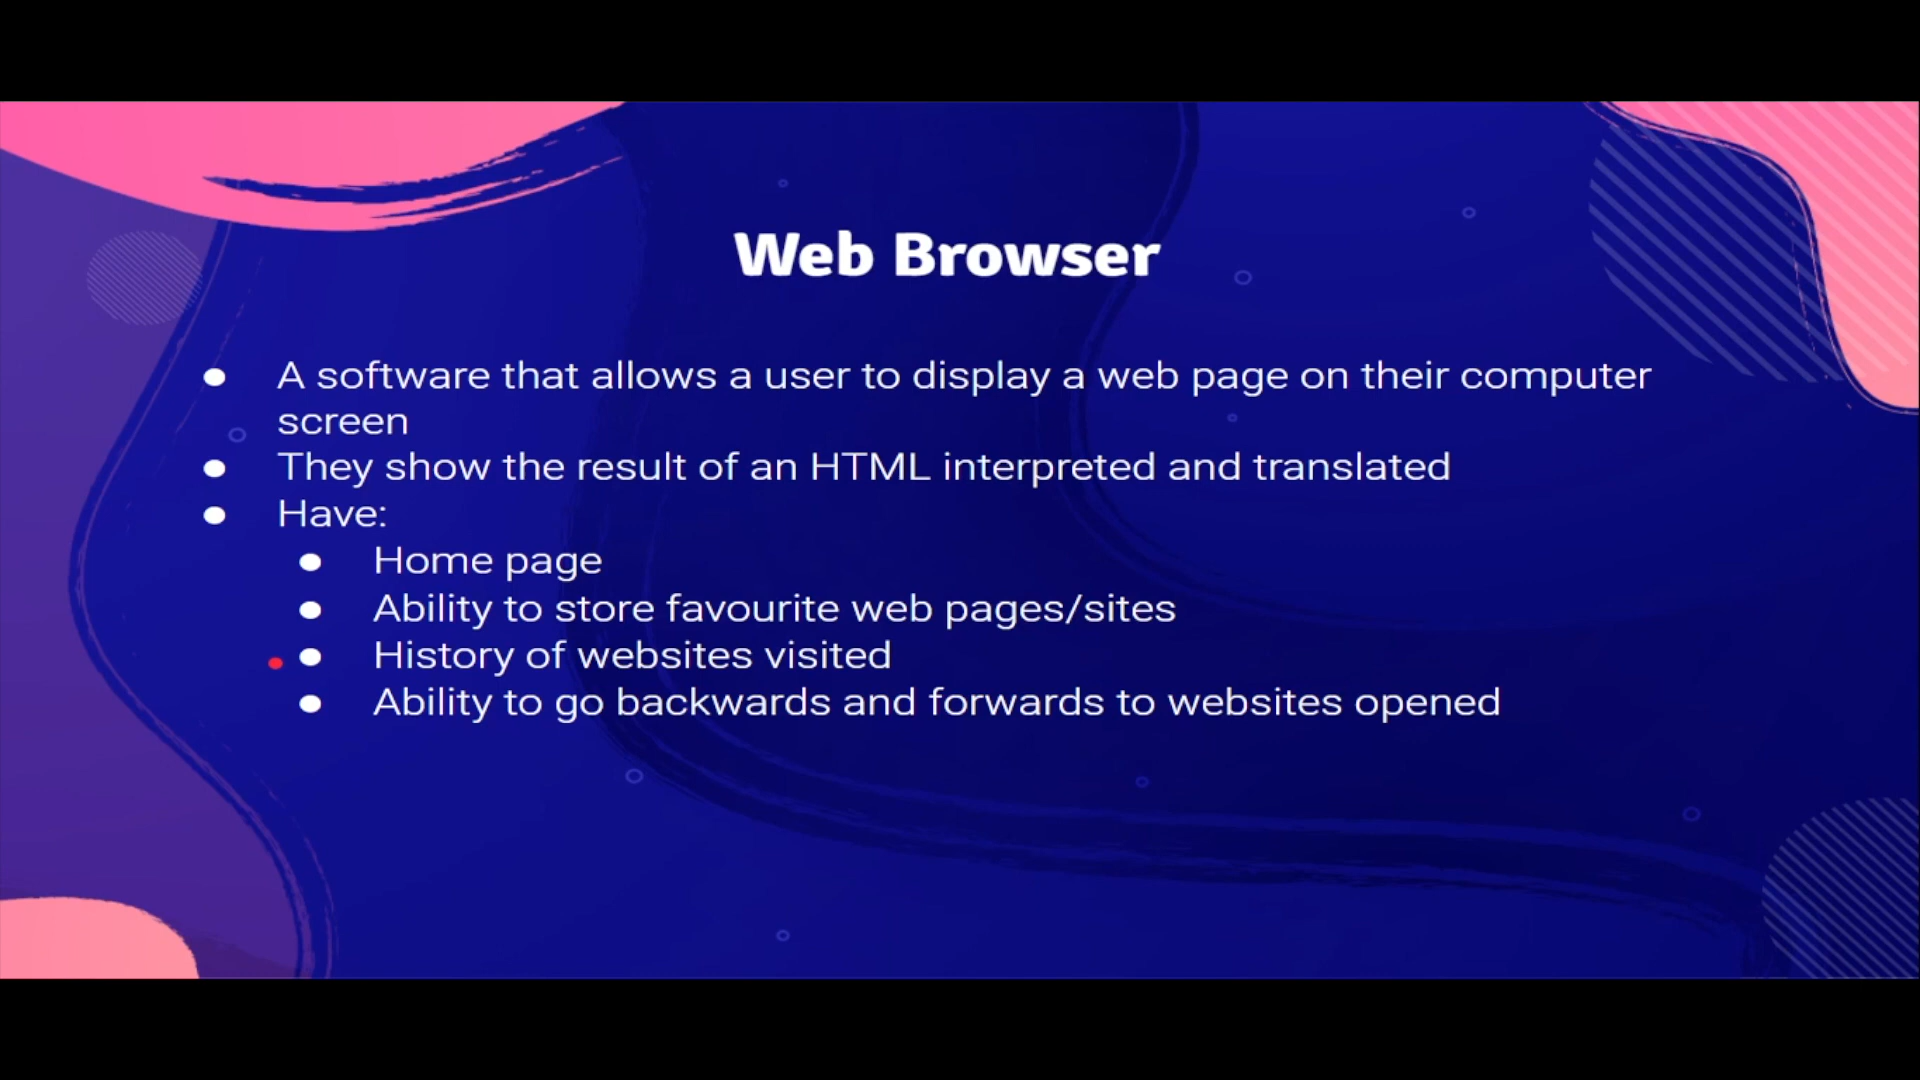 Web Browser
● A software that allows a user to display a web page on their computer
screen
● They show the result of an HTML interpreted and translated
● Have:
● Home page
● Ability to store favourite web pages/sites
● History of websites visited
● Ability to go backwards and forwards to websites opened